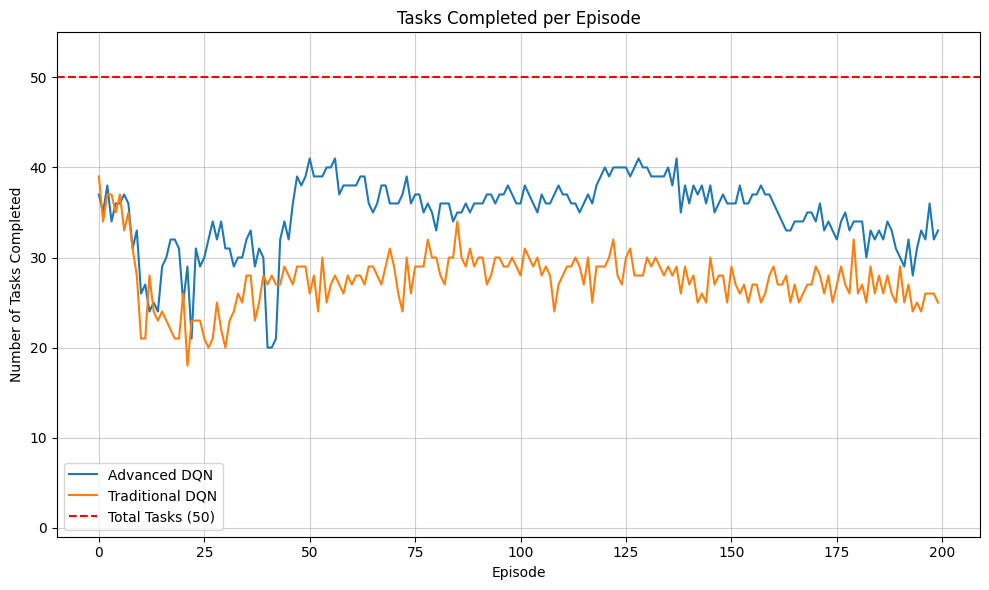 Tasks Completed per Episode
Number of Tasks Completed
50
40
30
20
10
0
Advanced DQN
Traditional DQN
Total Tasks (50)
0 25 50 75 100 125 150 175 200
Episode